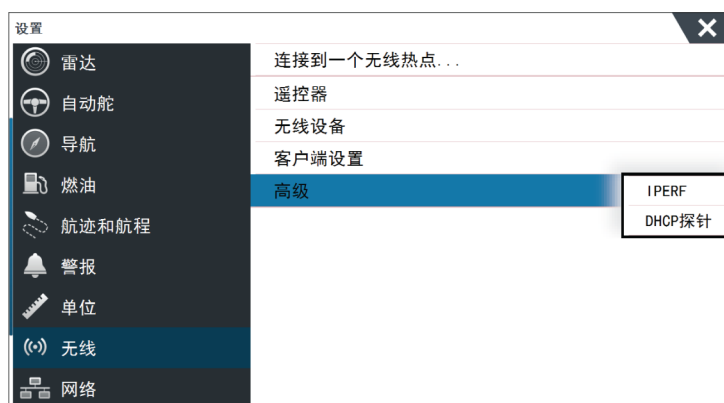 设置
雷达
自动舵
导航
燃油
航迹和航程
警报
单位
无线
网络
连接到一个无线热点...
遥控器
无线设备
客户端设置
高级
IPERF
DHCP探针